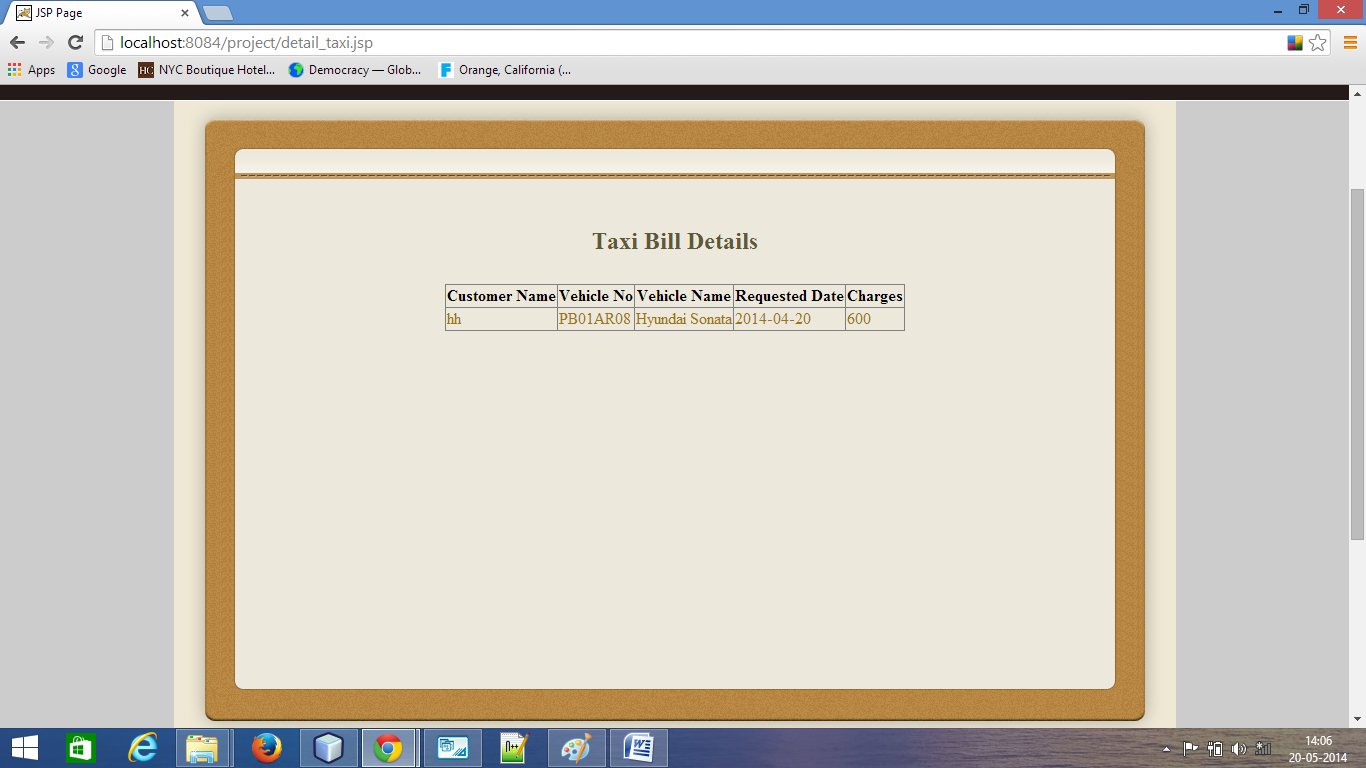 JSP Page
localhost:8084/project/detail_taxi.jsp
Apps Google HC NYC Boutique Hotel... Democracy — Glob... Orange, California (...
Taxi Bill Details
Customer Name Vehicle No Vehicle Name Requested Date Charges
hh PB01AR08 Hyundai Sonata 2014-04-20 600
14:06
20-05-2014